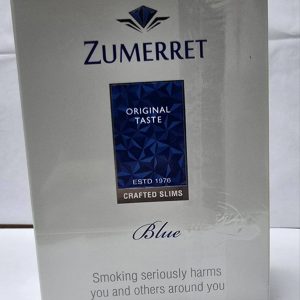 ZUMERRET
ORIGINAL
TASTE
ESTD 1976
CRAFTED SLIMS
Blue
Smoking seriously harms
you and others around you